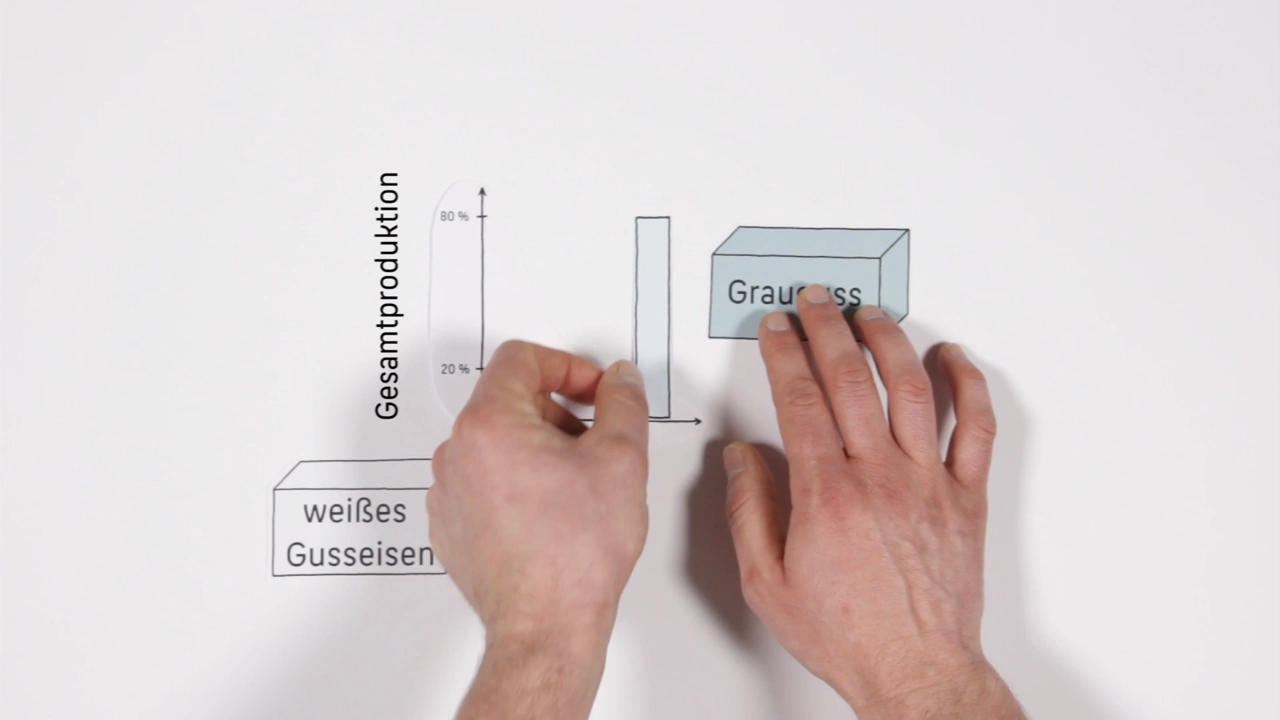 Gesamtproduktion
80 %
20 %
weißes
Gusseisen